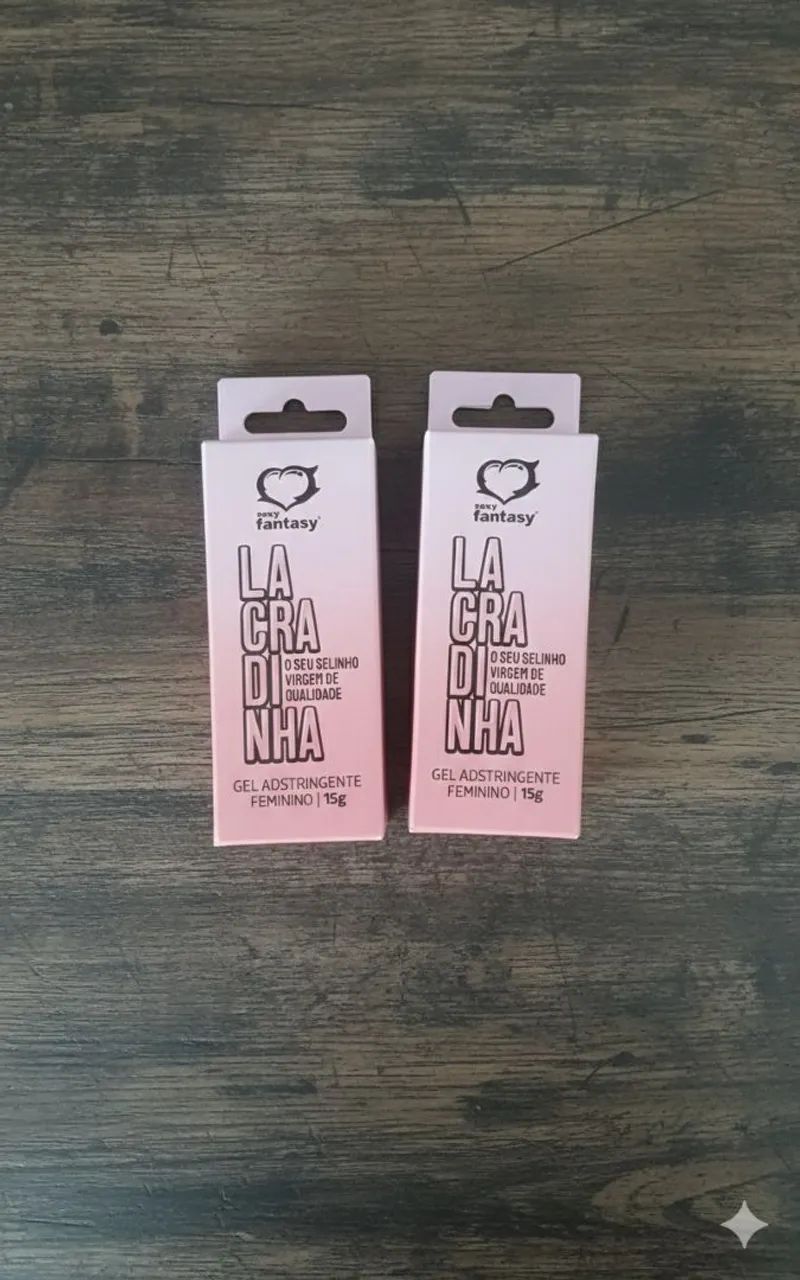 sexy
fantasy
LA
CRA
DI
NHA
O SEU SELINHO
VIRGEM DE
QUALIDADE
GEL ADSTRINGENTE
FEMININO | 15g
sexy
fantasy
LA
CRA
DI
NHA
O SEU SELINHO
VIRGEM DE
QUALIDADE
GEL ADSTRINGENTE
FEMININO | 15g